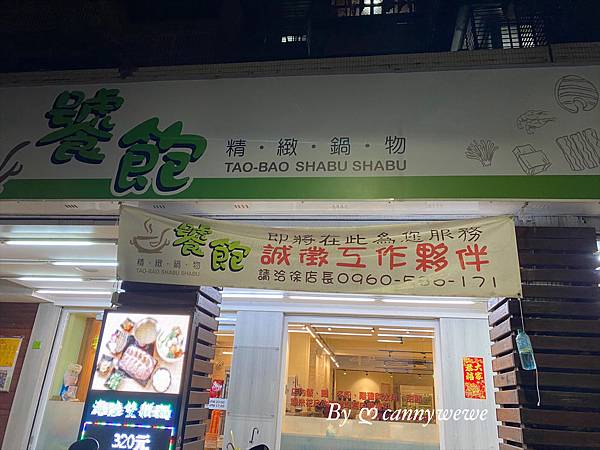 饕飽
精・緻・鍋・物
TAO-BAO SHABU SHABU
饕飽
精・緻・鍋・物
TAO-BAO SHABU SHABU
即將在此為您服務
誠徵工作夥伴
請洽徐店長0960-586-171
320元
By cannywewe